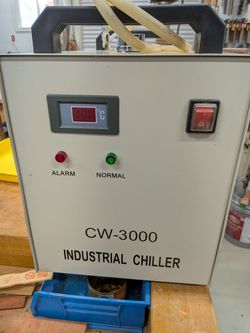 °C
ALARM NORMAL
CW-3000
INDUSTRIAL CHILLER